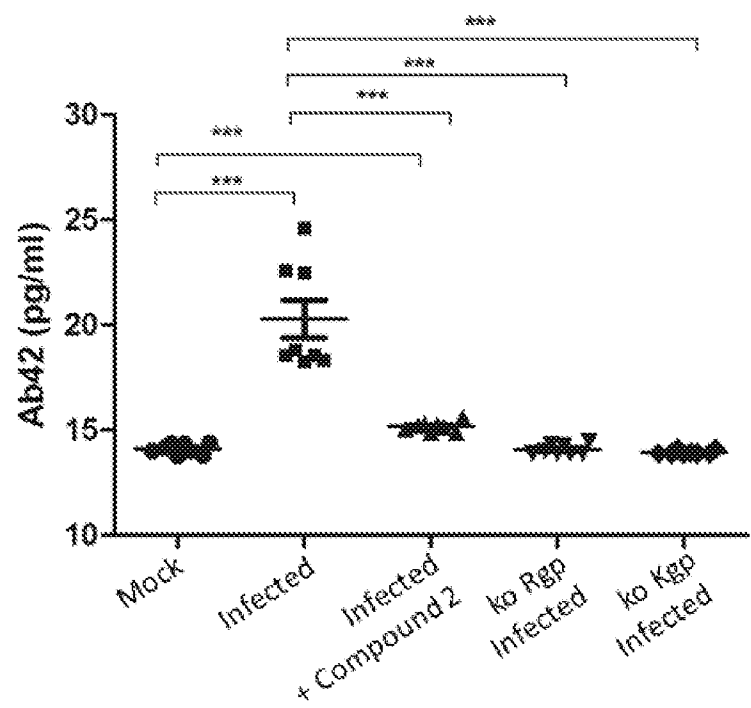 ***
***
***
***
***
Ab42 (pg/ml)
30
25
20
15
10
Mock
Infected
Infected
+ Compound 2
ko Rgp
Infected
ko Kgp
Infected